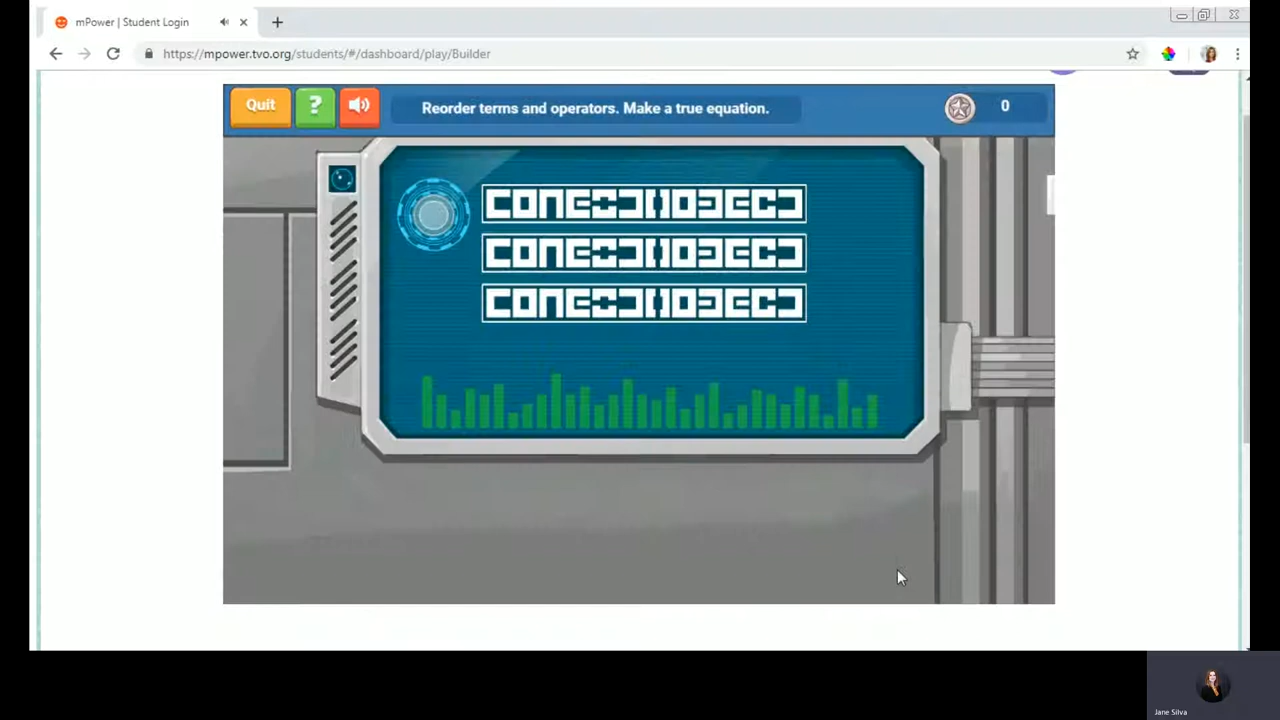 mPower | Student Login
https://mpower.tvo.org/students/#/dashboard/play/Builder
Quit
?
Reorder terms and operators. Make a true equation.
0
Jane Silva